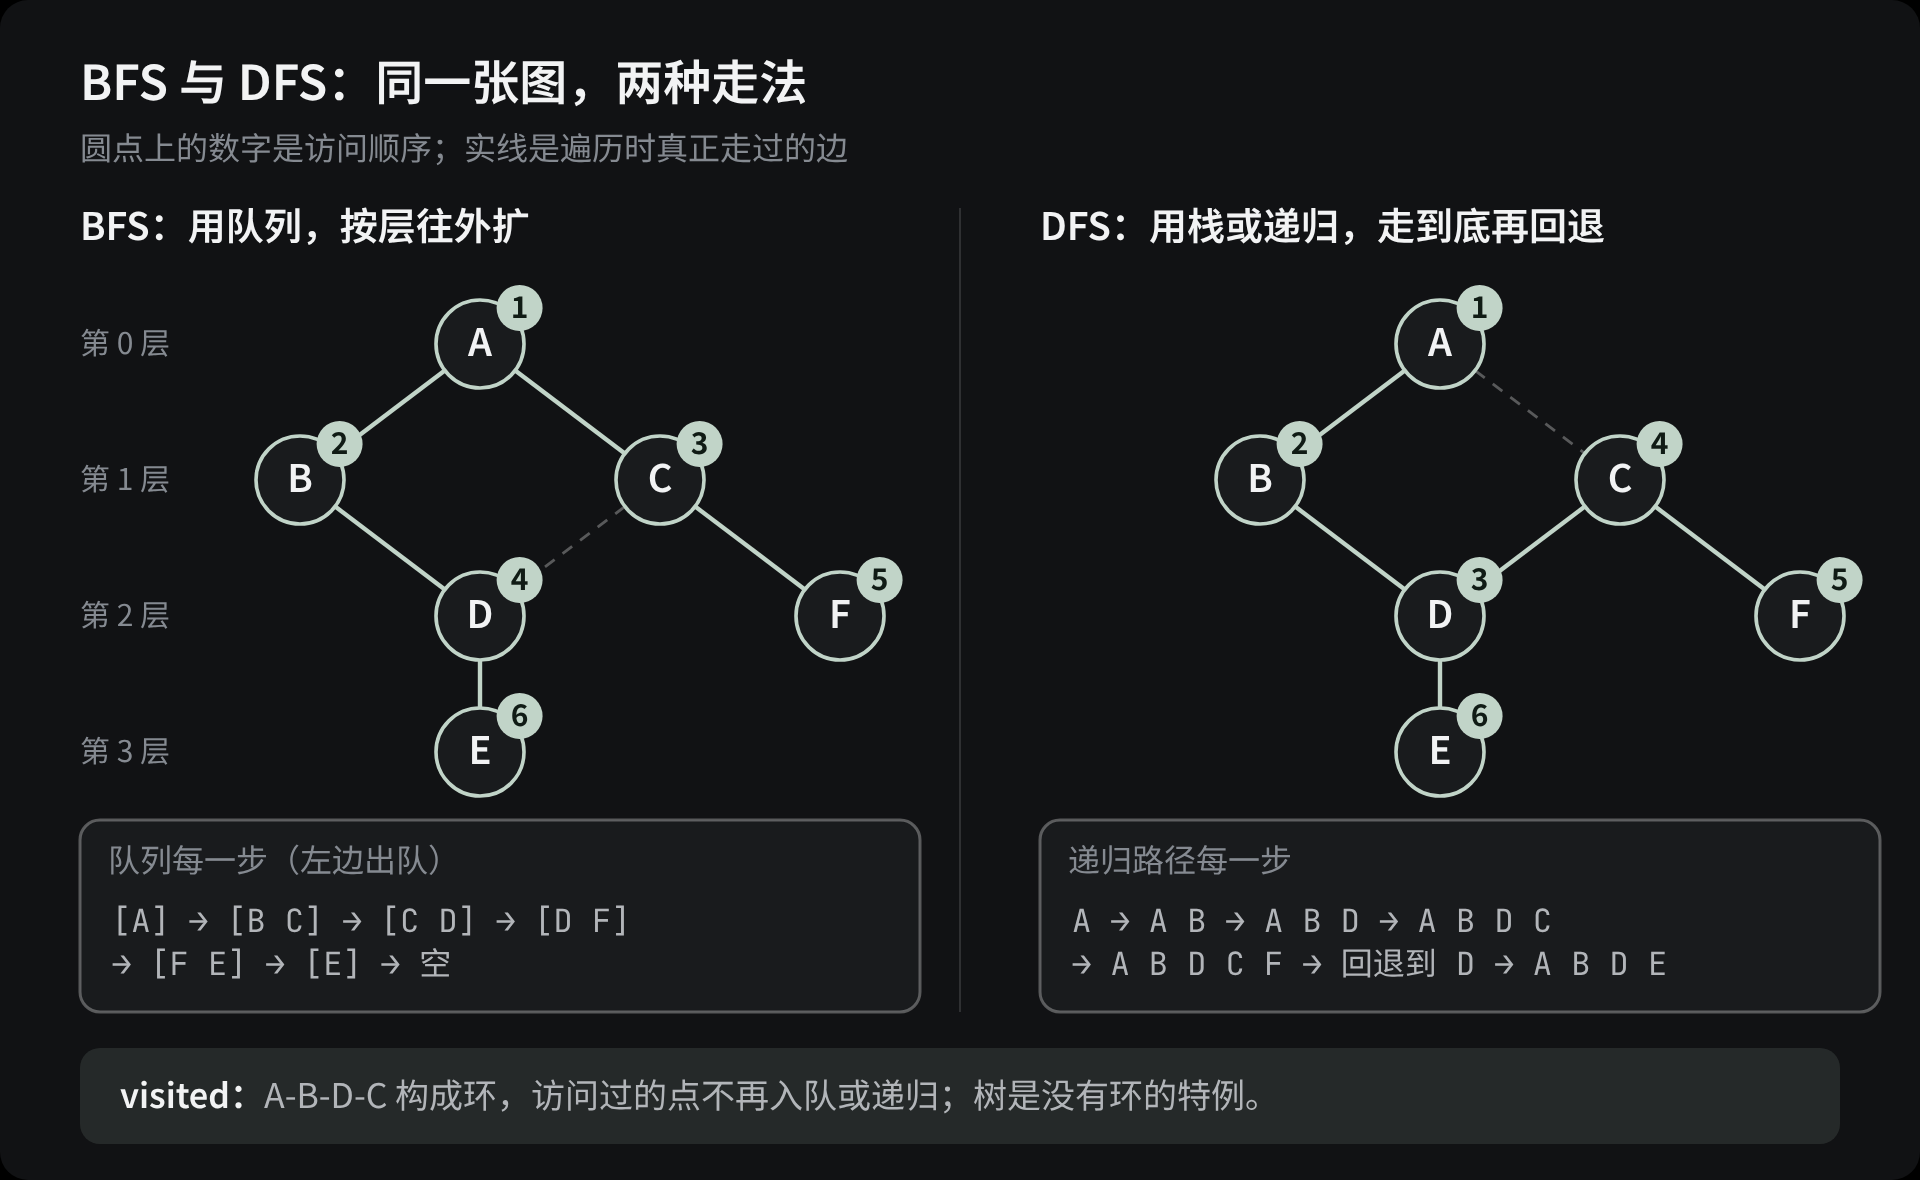 BFS 与 DFS：同一张图，两种走法
圆点上的数字是访问顺序；实线是遍历时真正走过的边
BFS：用队列，按层往外扩
第 0 层
第 1 层
第 2 层
第 3 层
A
1
B
2
C
3
D
4
F
5
E
6
队列每一步（左边出队）
[A] → [B C] → [C D] → [D F]
→ [F E] → [E] → 空
DFS：用栈或递归，走到底再回退
A
1
B
2
C
4
D
3
F
5
E
6
递归路径每一步
A → A B → A B D → A B D C
→ A B D C F → 回退到 D → A B D E
visited：A-B-D-C 构成环，访问过的点不再入队或递归；树是没有环的特例。